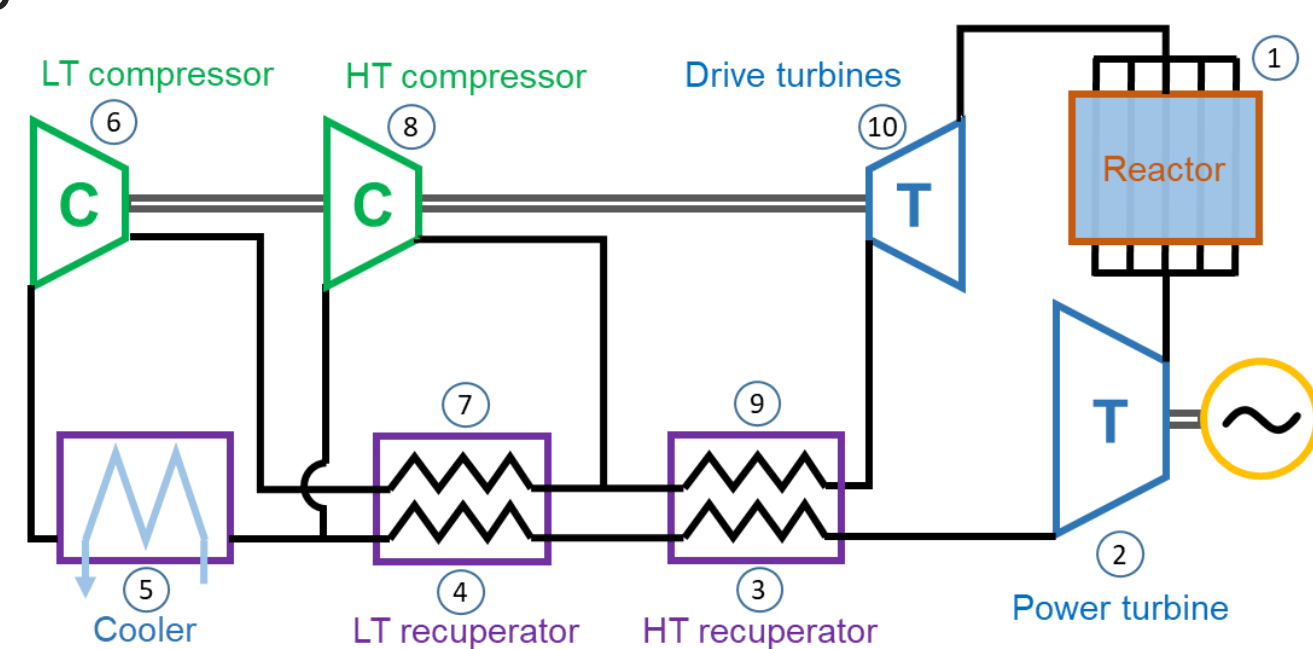 LT compressor
HT compressor
Drive turbines
1
6
8
10
Reactor
C
C
T
7
9
T
5
4
3
2
Cooler
LT recuperator
HT recuperator
Power turbine